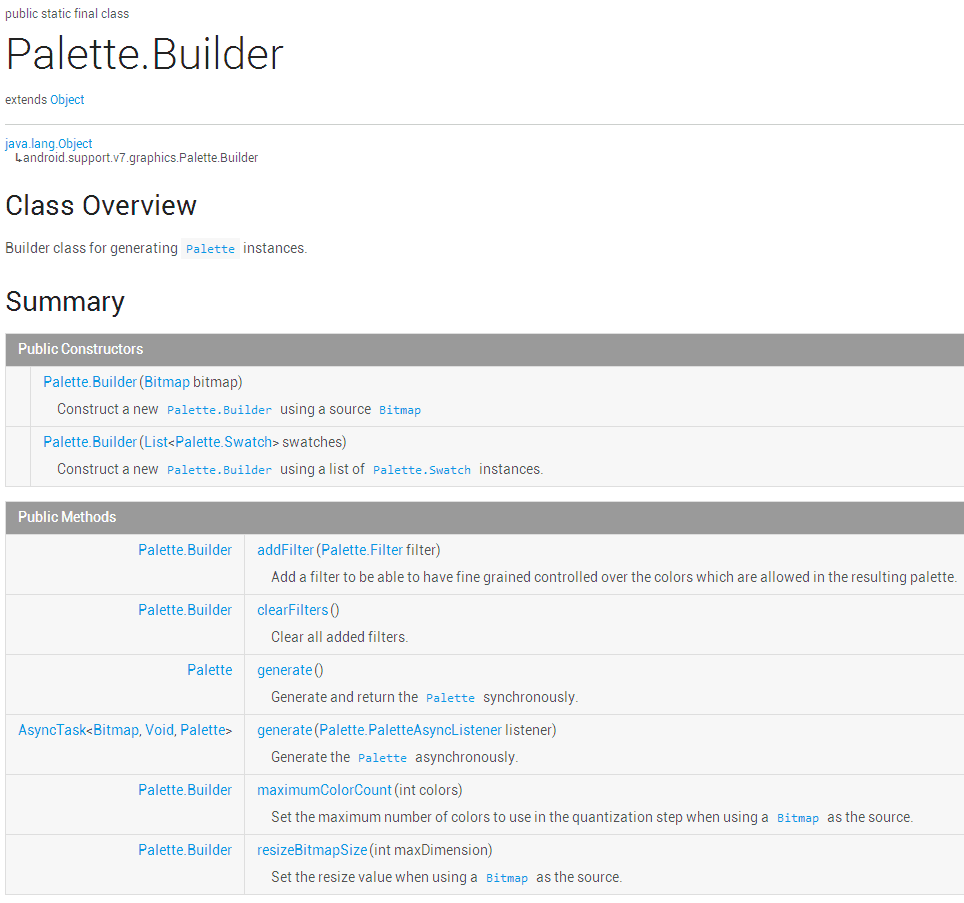 public static final class
Palette.Builder
extends Object
java.lang.Object
↳android.support.v7.graphics.Palette.Builder
Class Overview
Builder class for generating Palette instances.
Summary
Public Constructors
Palette.Builder(Bitmap bitmap)
Construct a new Palette.Builder using a source Bitmap
Palette.Builder(List<Palette.Swatch> swatches)
Construct a new Palette.Builder using a list of Palette.Swatch instances.
Public Methods
Palette.Builder addFilter(Palette.Filter filter)
Add a filter to be able to have fine grained controlled over the colors which are allowed in the resulting palette.
Palette.Builder clearFilters()
Clear all added filters.
Palette generate()
Generate and return the Palette synchronously.
AsyncTask<Bitmap, Void, Palette> generate(Palette.PaletteAsyncListener listener)
Generate the Palette asynchronously.
Palette.Builder maximumColorCount(int colors)
Set the maximum number of colors to use in the quantization step when using a Bitmap as the source.
Palette.Builder resizeBitmapSize(int maxDimension)
Set the resize value when using a Bitmap as the source.